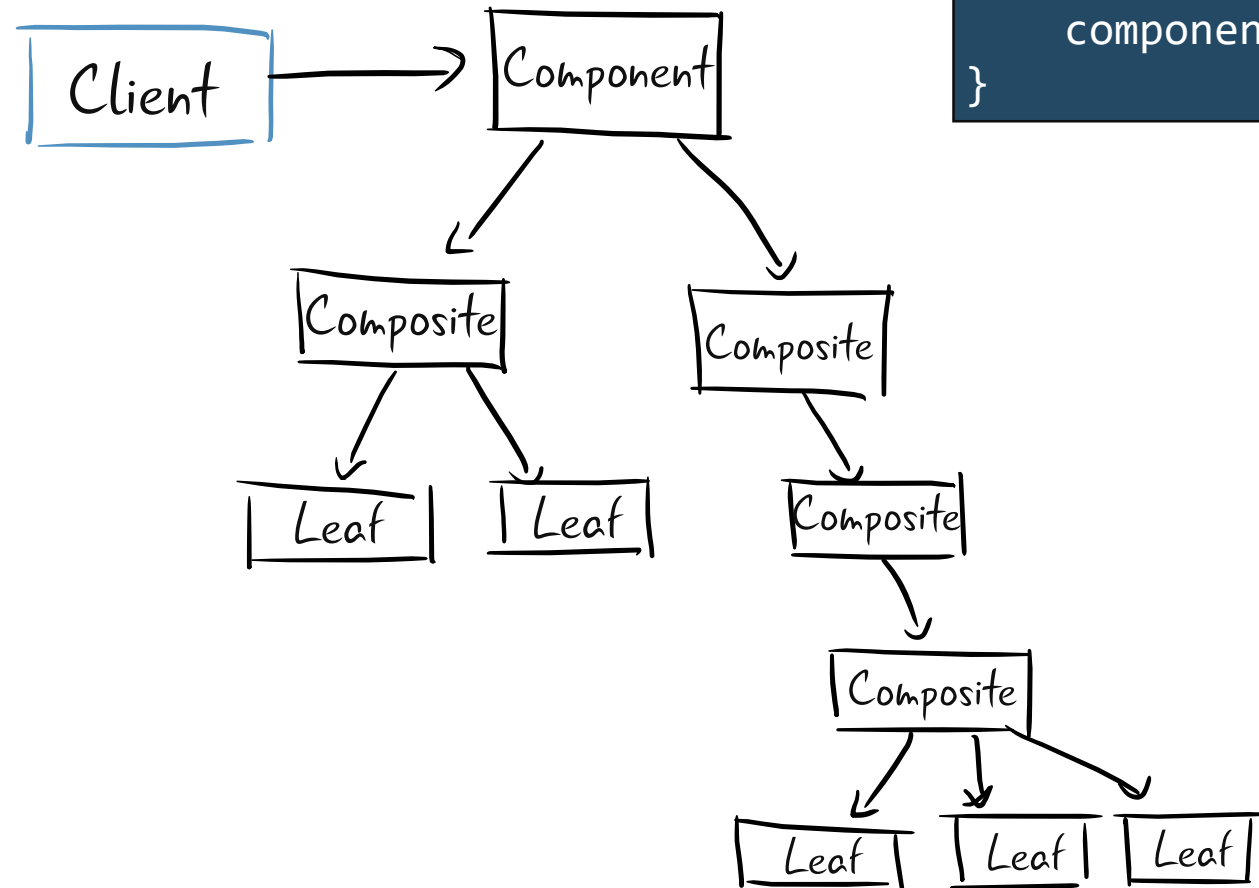 componen
}
Client
Component
Composite
Composite
Leaf
Leaf
Composite
Composite
Leaf
Leaf
Leaf